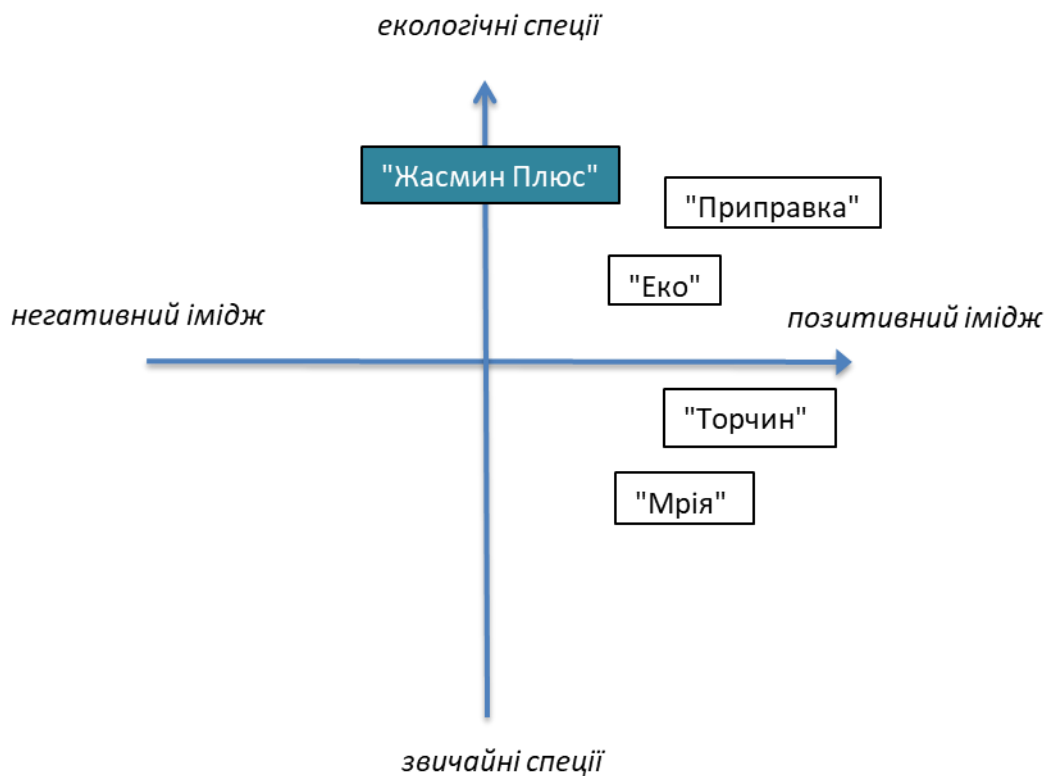 екологічні спеції
"Жасмин Плюс"
"Приправка"
"Еко"
негативний імідж
позитивний імідж
"Торчин"
"Мрія"
звичайні спеції